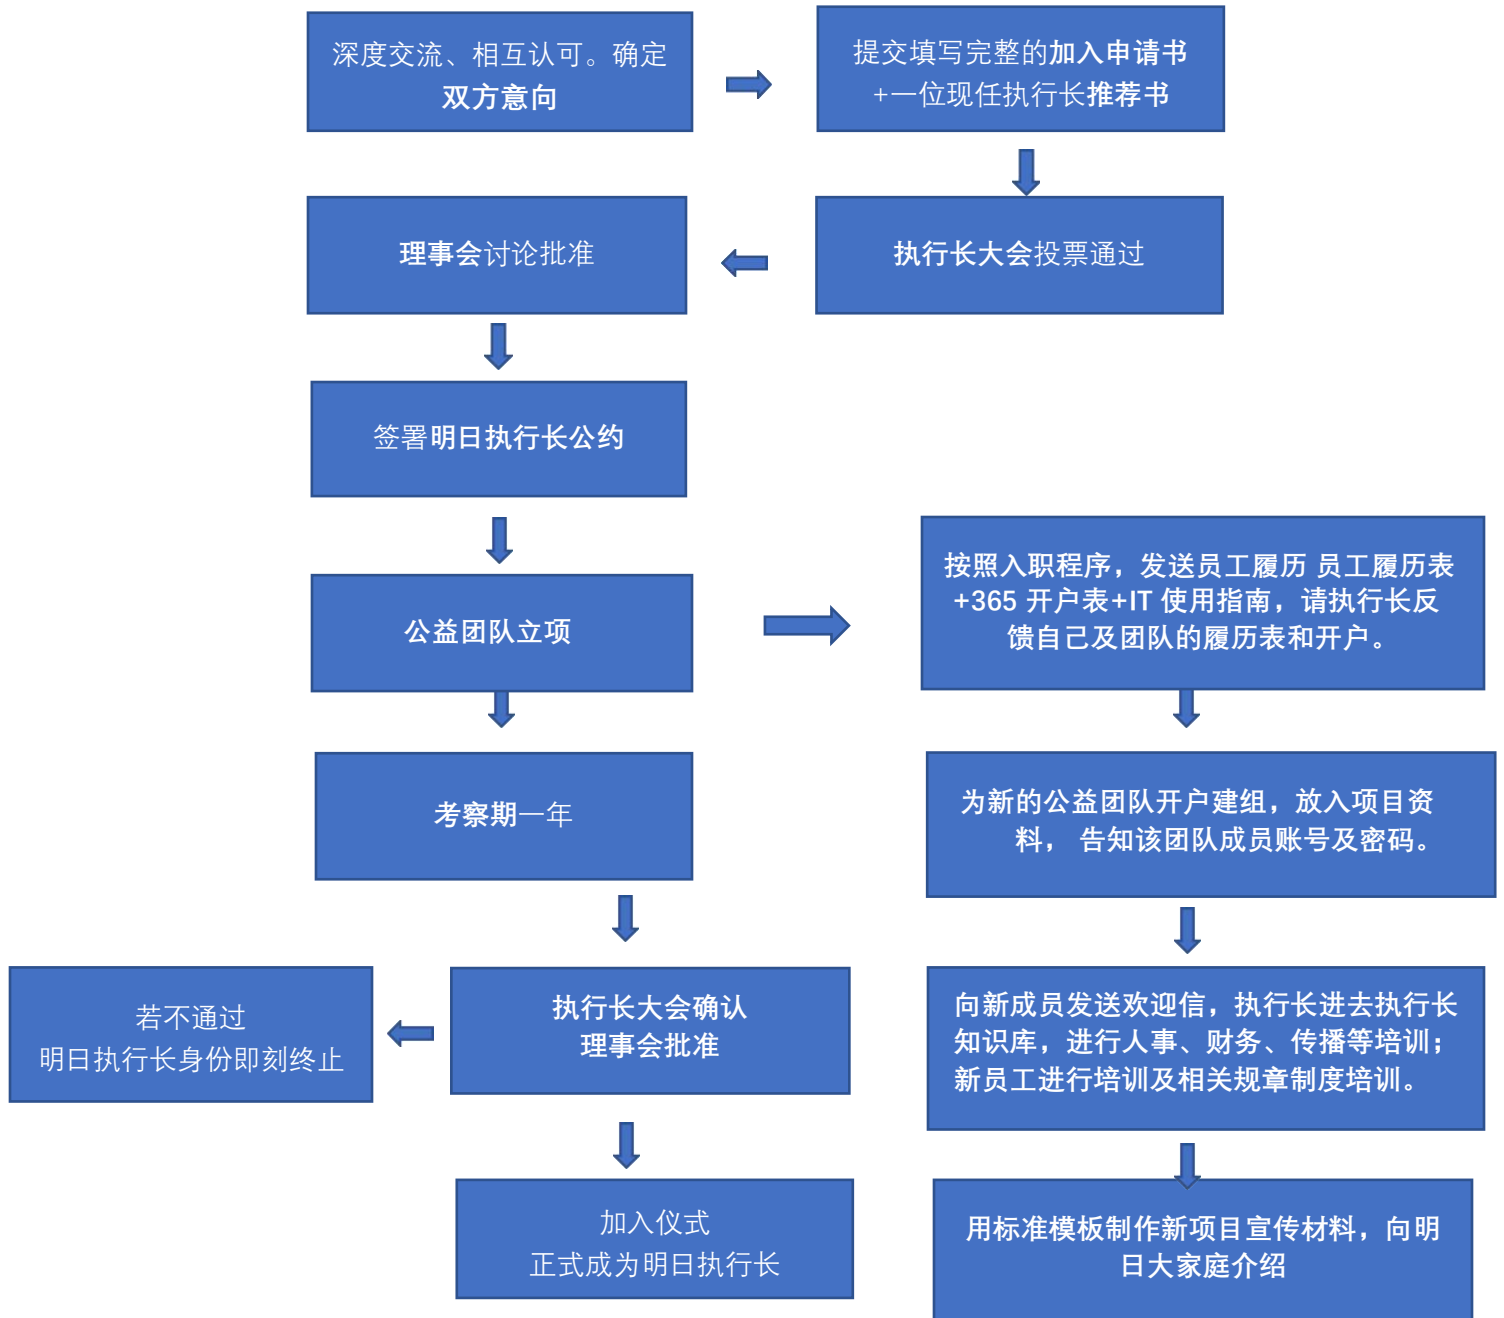 深度交流、相互认可。确定
双方意向
提交填写完整的加入申请书
+一位现任执行长推荐书
执行长大会投票通过
理事会讨论批准
签署明日执行长公约
公益团队立项
按照入职程序，发送员工履历 员工履历表
+365 开户表+IT 使用指南，请执行长反
馈自己及团队的履历表和开户。
考察期一年
为新的公益团队开户建组，放入项目资
料， 告知该团队成员账号及密码。
执行长大会确认
理事会批准
若不通过
明日执行长身份即刻终止
向新成员发送欢迎信，执行长进去执行长
知识库，进行人事、财务、传播等培训；
新员工进行培训及相关规章制度培训。
加入仪式
正式成为明日执行长
用标准模板制作新项目宣传材料，向明
日大家庭介绍